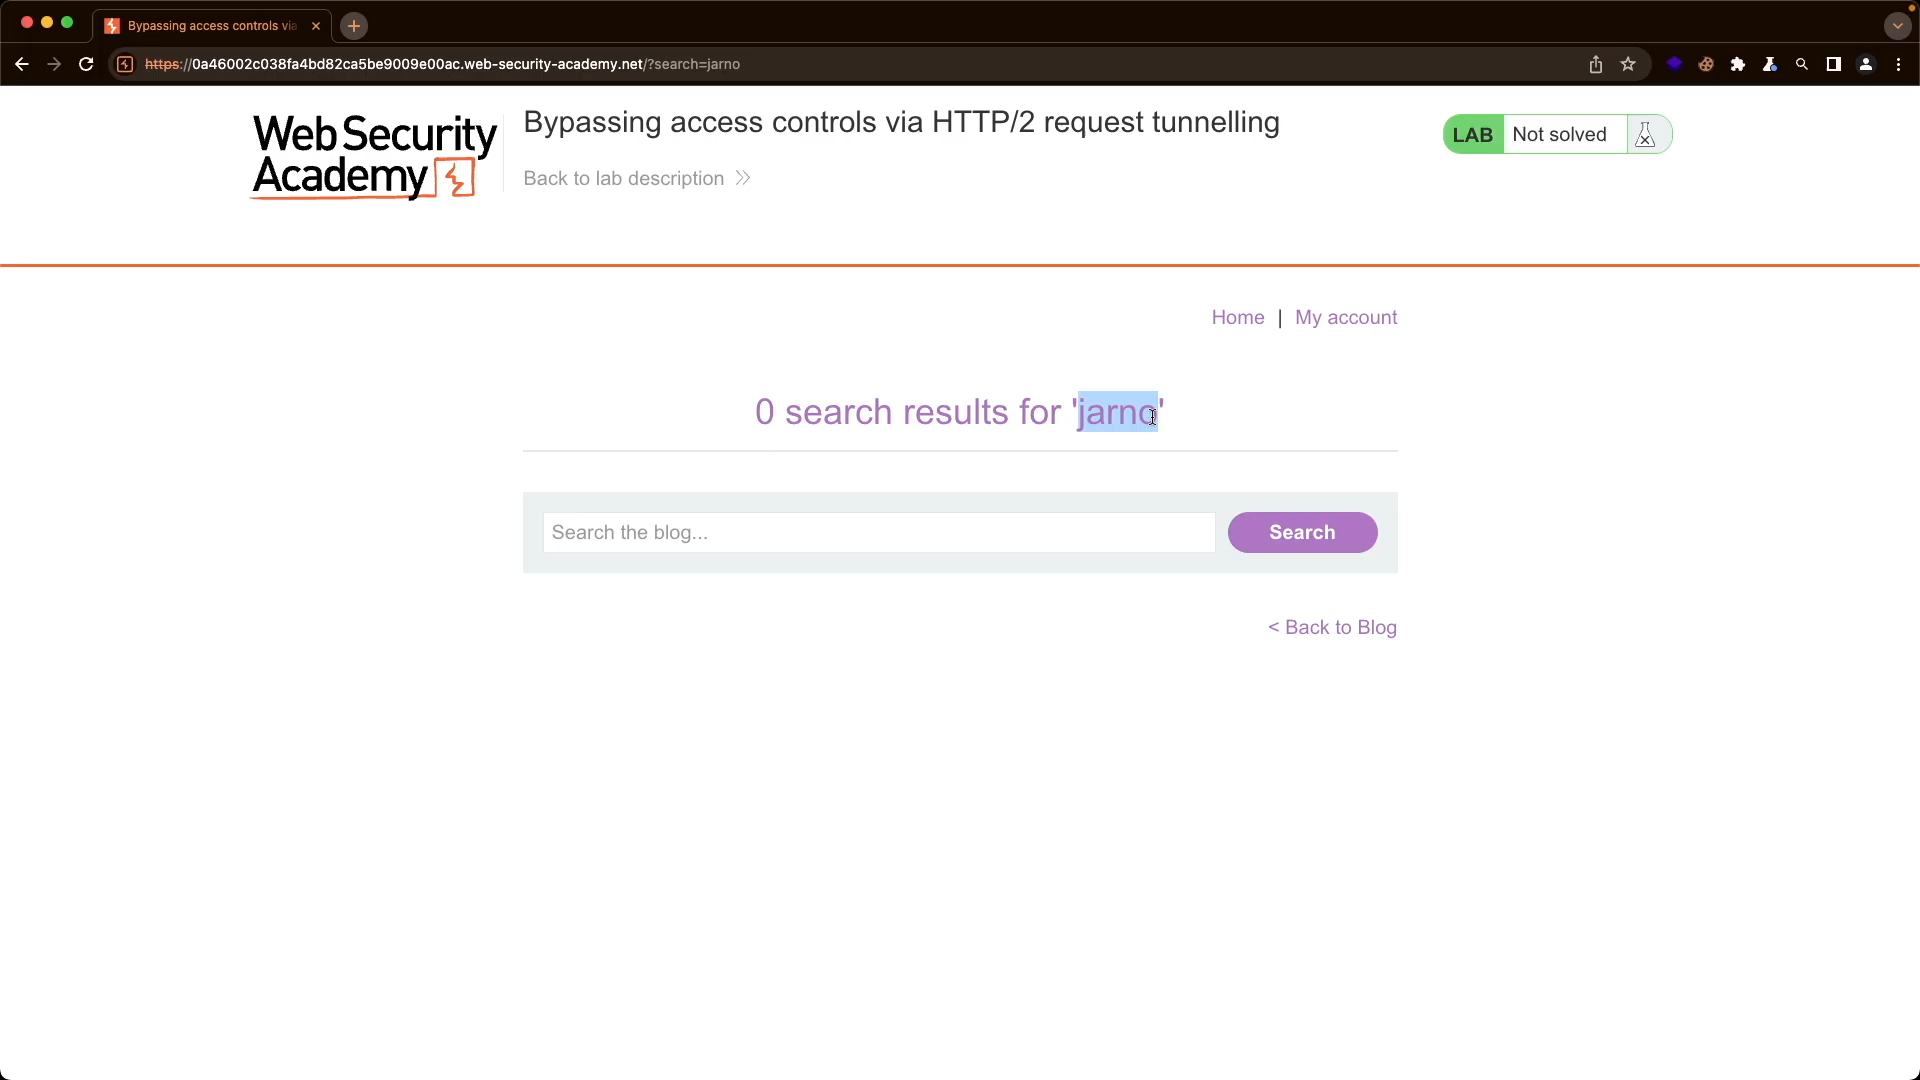 Bypassing access controls via
https://0a46002c038fa4bd82ca5be9009e00ac.web-security-academy.net/?search=jarno
Web Security
Academy
Bypassing access controls via HTTP/2 request tunnelling
Back to lab description
LAB Not solved
Home | My account
0 search results for 'jarno'
Search the blog...
Search
< Back to Blog